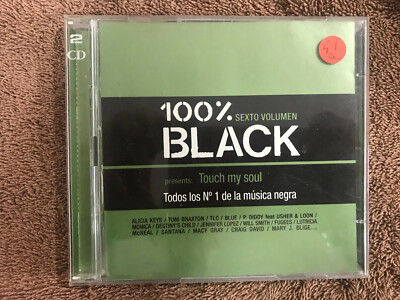 2
CD
100% SEXTO VOLUMEN
BLACK
presents: Touch my soul
Todos los Nº 1 de la música negra
ALICIA KEYS / TONI BRAXTON / TLC / BLUE / P. DIDDY feat USHER & LOON /
MONICA / DESTINY'S CHILD / JENNIFER LOPEZ / WILL SMITH / FUGEES / LUTRICIA
McNEAL / SANTANA / MACY GRAY / CRAIG DAVID / MARY J. BLIGE....